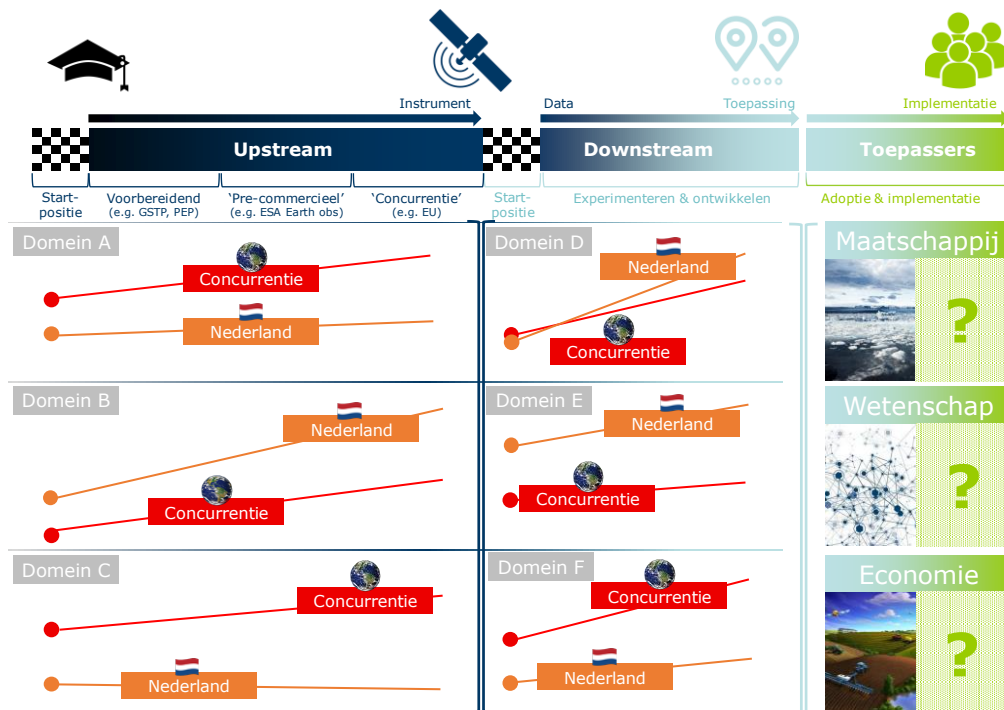 Instrument
Data
Toepassing
Implementatie
Upstream
Downstream
Toepassers
Start-
positie
Voorbereidend
(e.g. GSTP, PEP)
‘Pre-commercieel’
(e.g. ESA Earth obs)
‘Concurrentie’
(e.g. EU)
Start-
positie
Experimenteren & ontwikkelen
Adoptie & implementatie
Domein A
Concurrentie
Nederland
Domein D
Nederland
Concurrentie
Maatschappij
?
Domein B
Nederland
Concurrentie
Domein E
Nederland
Concurrentie
Wetenschap
?
Domein C
Concurrentie
Nederland
Domein F
Concurrentie
Nederland
Economie
?